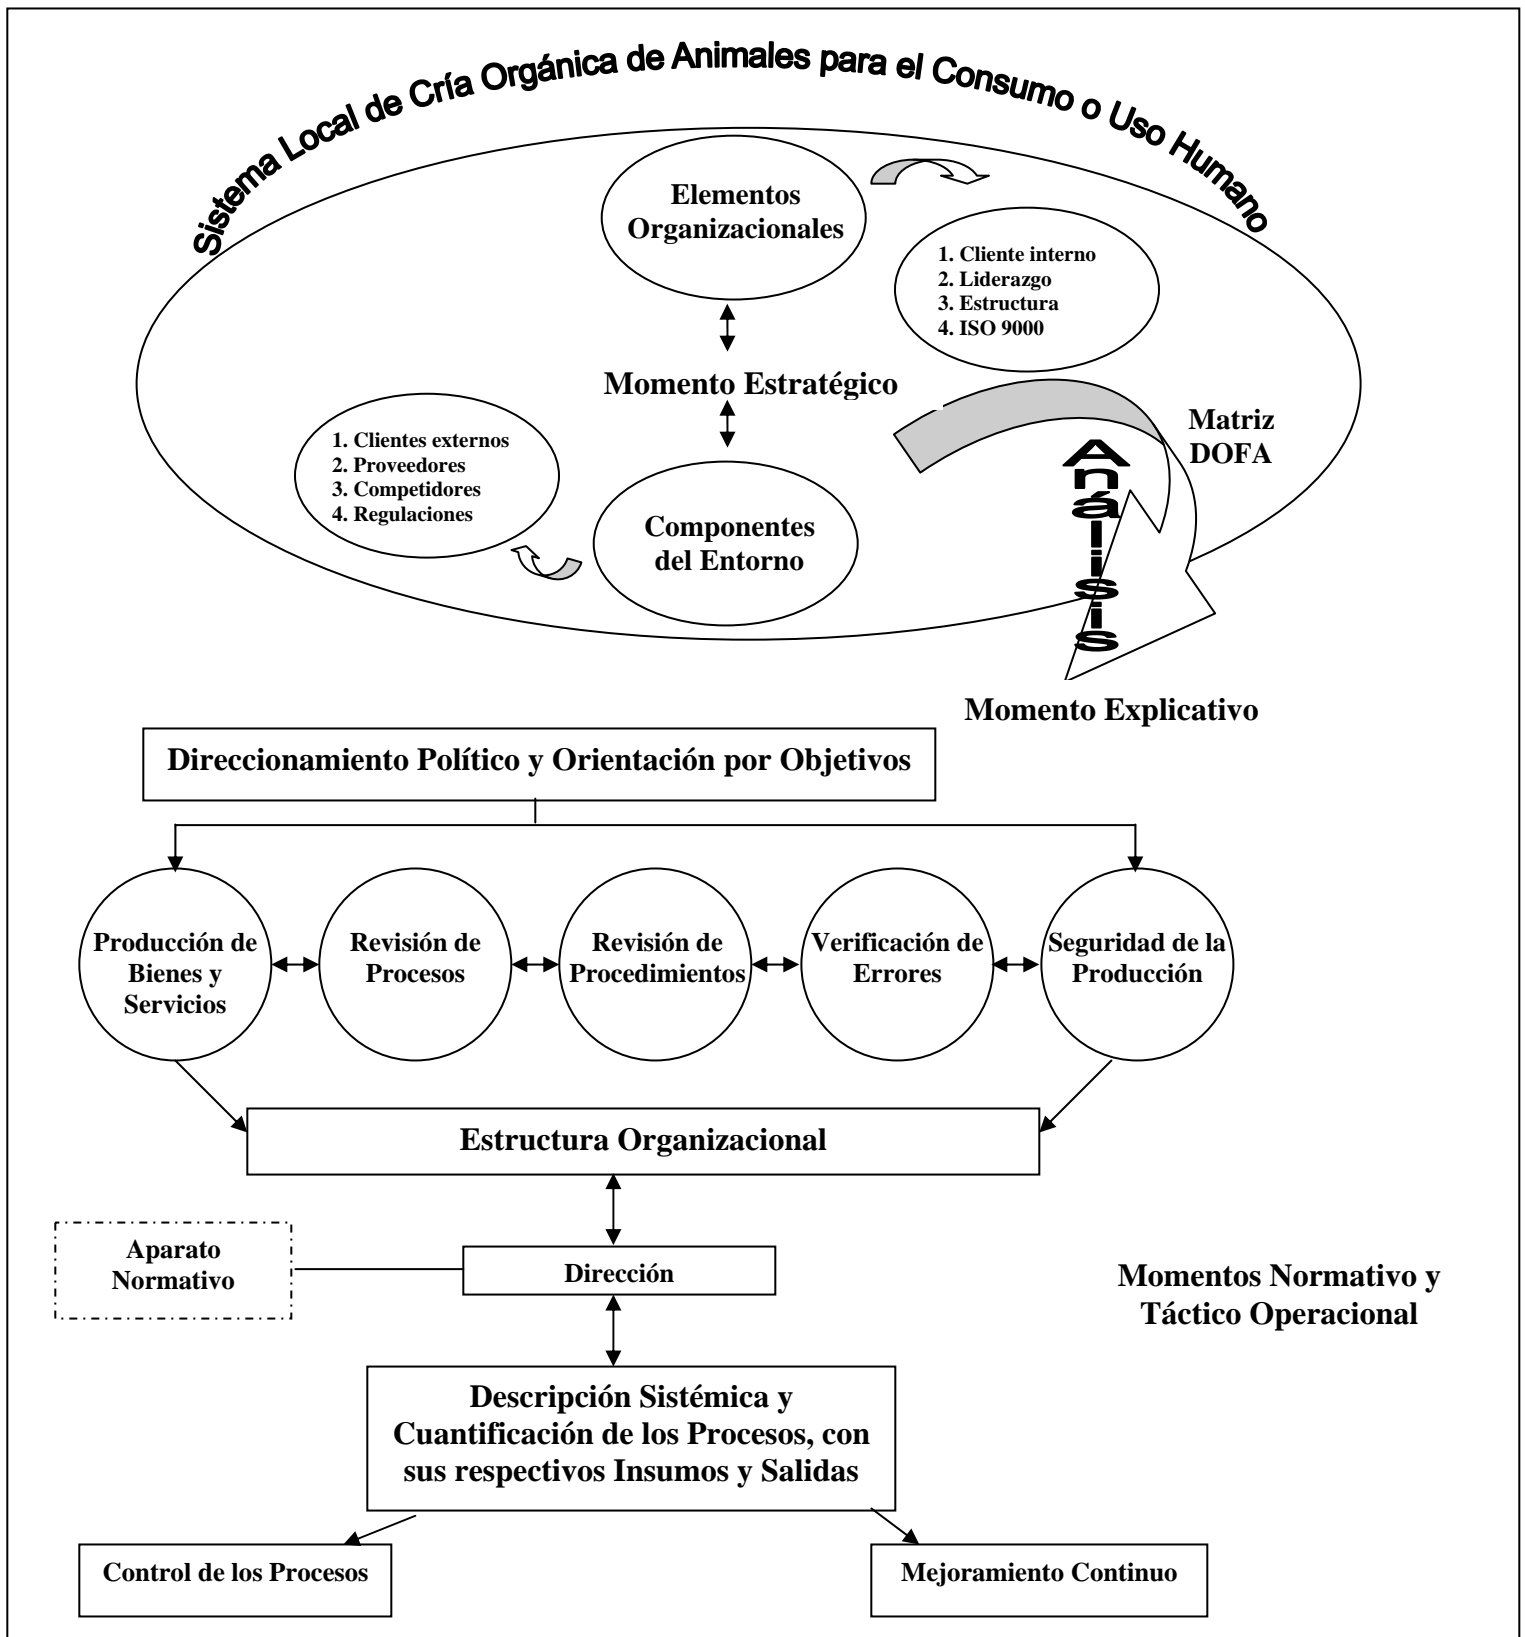 Sistema Local de Cría Orgánica de Animales para el Consumo o Uso Humano
Elementos
Organizacionales
1. Cliente interno
2. Liderazgo
3. Estructura
4. ISO 9000
Momento Estratégico
Matriz
DOFA
Análisis
1. Clientes externos
2. Proveedores
3. Competidores
4. Regulaciones
Componentes
del Entorno
Momento Explicativo
Direccionamiento Político y Orientación por Objetivos
Producción de
Bienes y
Servicios
Revisión de
Procesos
Revisión de
Procedimientos
Verificación de
Errores
Seguridad de la
Producción
Estructura Organizacional
Aparato
Normativo
Dirección
Momentos Normativo y
Táctico Operacional
Descripción Sistémica y
Cuantificación de los Procesos, con
sus respectivos Insumos y Salidas
Control de los Procesos
Mejoramiento Continuo